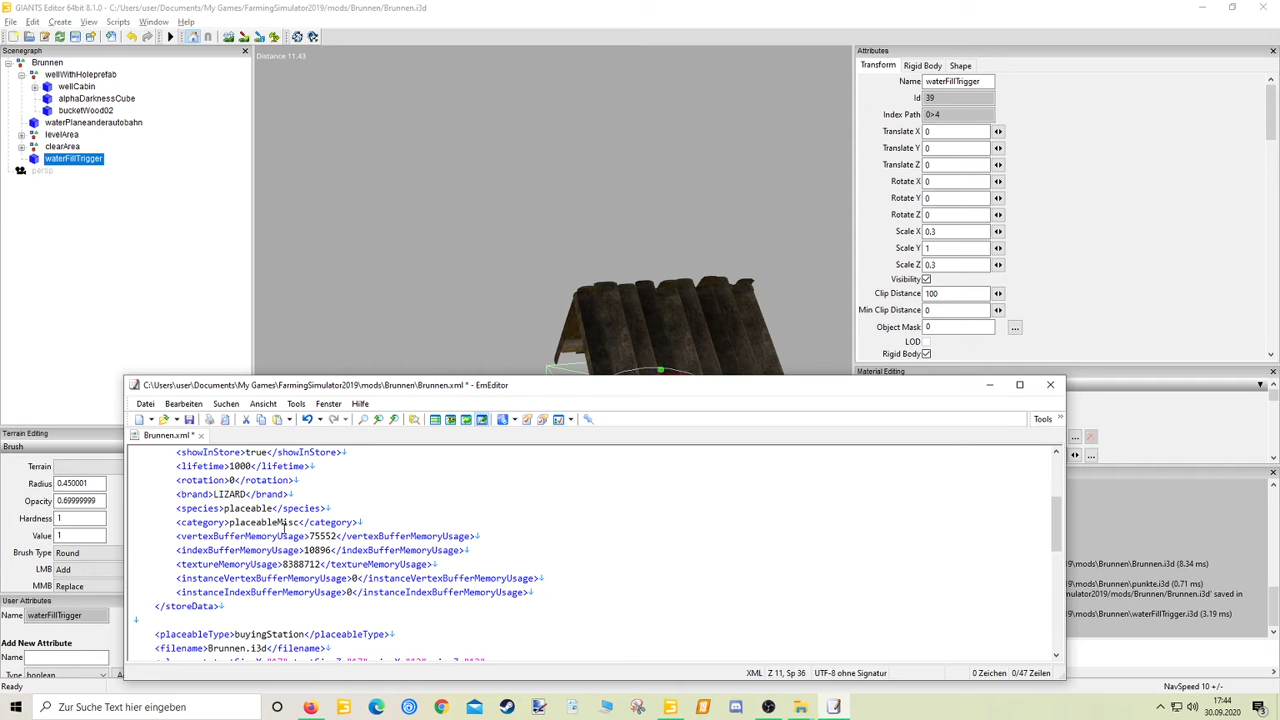 GIANTS Editor 64bit 8.1.0 - C:/Users/user/Documents/My Games/FarmingSimulator2019/mods/Brunnen/Brunnen.i3d
File Edit Create View Scripts Window Help
Scenegraph
Brunnen
wellWithHoleprefab
wellCabin
alphaDarknessCube
bucketWood02
waterPlaneanderautobahn
levelArea
clearArea
waterFillTrigger
persp
Distance 11.43
Attributes
Transform Rigid Body Shape
Name waterFillTrigger
Id 39
Index Path 0>4
Translate X 0
Translate Y 0
Translate Z 0
Rotate X 0
Rotate Y 0
Rotate Z 0
Scale X 0.3
Scale Y 1
Scale Z 0.3
Visibility
Clip Distance 100
Min Clip Distance 0
Object Mask 0 ...
LOD
Rigid Body
Material Editing
Terrain Editing
Brush
Terrain
Radius 0.450001
Opacity 0.69999999
Hardness 1
Value 1
Brush Type Round
LMB Add
MMB Replace
User Attributes
Name waterFillTrigger
Add New Attribute
Name
Type boolean
C:\Users\user\Documents\My Games\FarmingSimulator2019\mods\Brunnen\Brunnen.xml * - EmEditor
Datei Bearbeiten Suchen Ansicht Tools Fenster Hilfe
Tools
Brunnen.xml *
<showInStore>true</showInStore>
<lifetime>1000</lifetime>
<rotation>0</rotation>
<brand>LIZARD</brand>
<species>placeable</species>
<category>placeableMisc</category>
<vertexBufferMemoryUsage>75552</vertexBufferMemoryUsage>
<indexBufferMemoryUsage>10896</indexBufferMemoryUsage>
<textureMemoryUsage>8388712</textureMemoryUsage>
<instanceVertexBufferMemoryUsage>0</instanceVertexBufferMemoryUsage>
<instanceIndexBufferMemoryUsage>0</instanceIndexBufferMemoryUsage>
</storeData>
<placeableType>buyingStation</placeableType>
<filename>Brunnen.i3d</filename>
XML Z 11, Sp 36 UTF-8 ohne Signatur 0 Zeichen 0/47 Zeilen
ods\Brunnen\Brunnen.i3d (8.34 ms)
ods\Brunnen\punkte.i3d (0.71 ms)
mulator2019/mods/Brunnen/Brunnen.i3d' saved in
ods\Brunnen\waterFillTrigger.i3d (3.19 ms)
NavSpeed 10 +/-
Zur Suche Text hier eingeben
17:44
30.09.2020